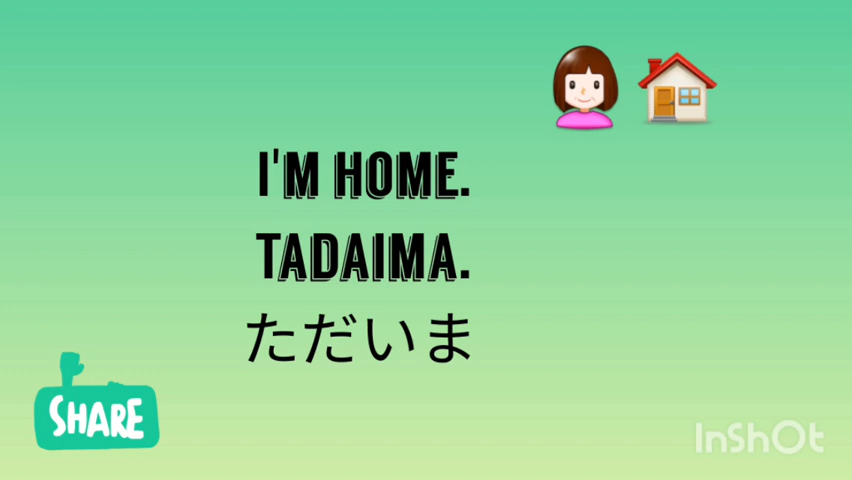 I'M HOME.
TADAIMA.
ただいま
SHARE
InShOt